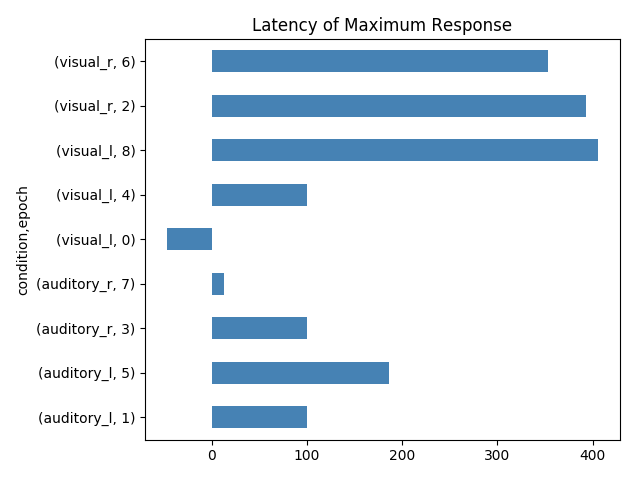 Latency of Maximum Response
condition,epoch
(visual_r, 6)
(visual_r, 2)
(visual_l, 8)
(visual_l, 4)
(visual_l, 0)
(auditory_r, 7)
(auditory_r, 3)
(auditory_l, 5)
(auditory_l, 1)
0 100 200 300 400